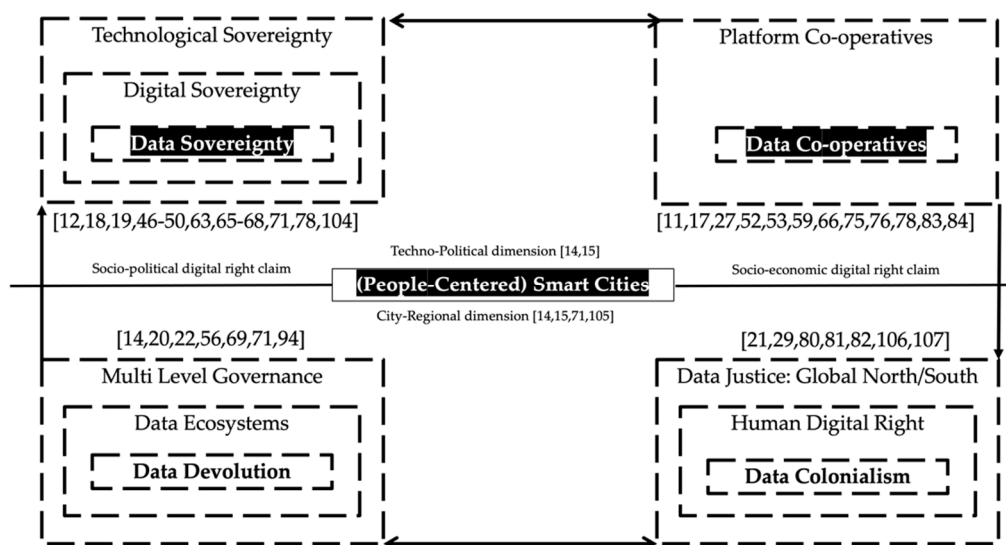 Technological Sovereignty
Platform Co-operatives
Digital Sovereignty
Data Sovereignty
Data Co-operatives
[12,18,19,46-50,63,65-68,71,78,104]
[11,17,27,52,53,59,66,75,76,78,83,84]
Techno-Political dimension [14,15]
Socio-political digital right claim
Socio-economic digital right claim
(People-Centered) Smart Cities
City-Regional dimension [14,15,71,105]
[14,20,22,56,69,71,94]
[21,29,80,81,82,106,107]
Multi Level Governance
Data Justice: Global North/South
Data Ecosystems
Human Digital Right
Data Devolution
Data Colonialism